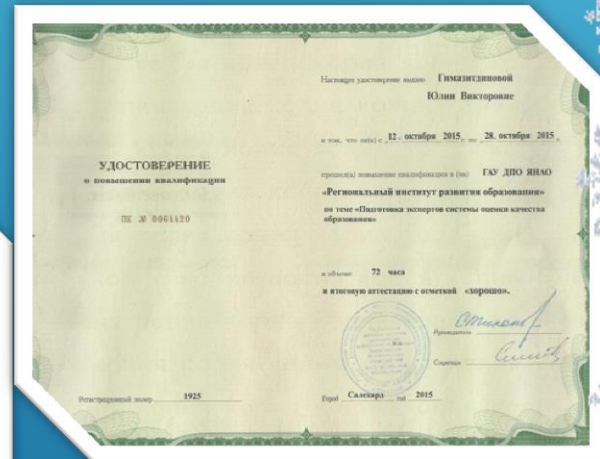 УДОСТОВЕРЕНИЕ
о повышении квалификации
ПК № 0064420
Регистрационный номер 1925
Настоящее удостоверение выдано Гимазитдиновой
Юлии Викторовне
в том, что он(а) с 12. октября 2015 г. по 28. октября 2015 г.
прошел(а) повышение квалификации в (на) ГАУ ДПО ЯНАО
«Региональный институт развития образования»
по теме «Подготовка экспертов системы оценки качества
образования»
в объеме 72 часа
и итоговую аттестацию с отметкой «хорошо».
Руководитель
Секретарь
Город Салехард год 2015